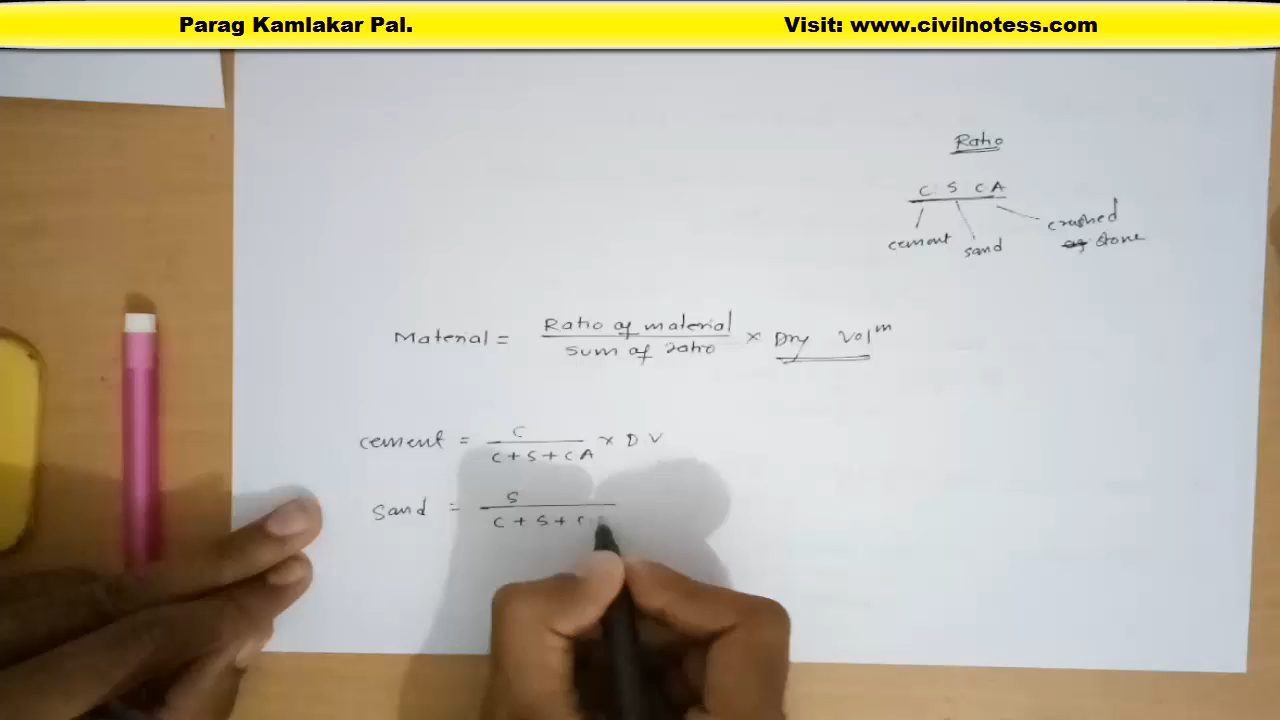 Parag Kamlakar Pal. Visit: www.civilnotess.com
Ratio
C S CA
cement sand crushed stone
Material = Ratio of material / Sum of ratio × Dry Vol^m
cement = C / C + S + CA × D V
sand = S / C + S + C